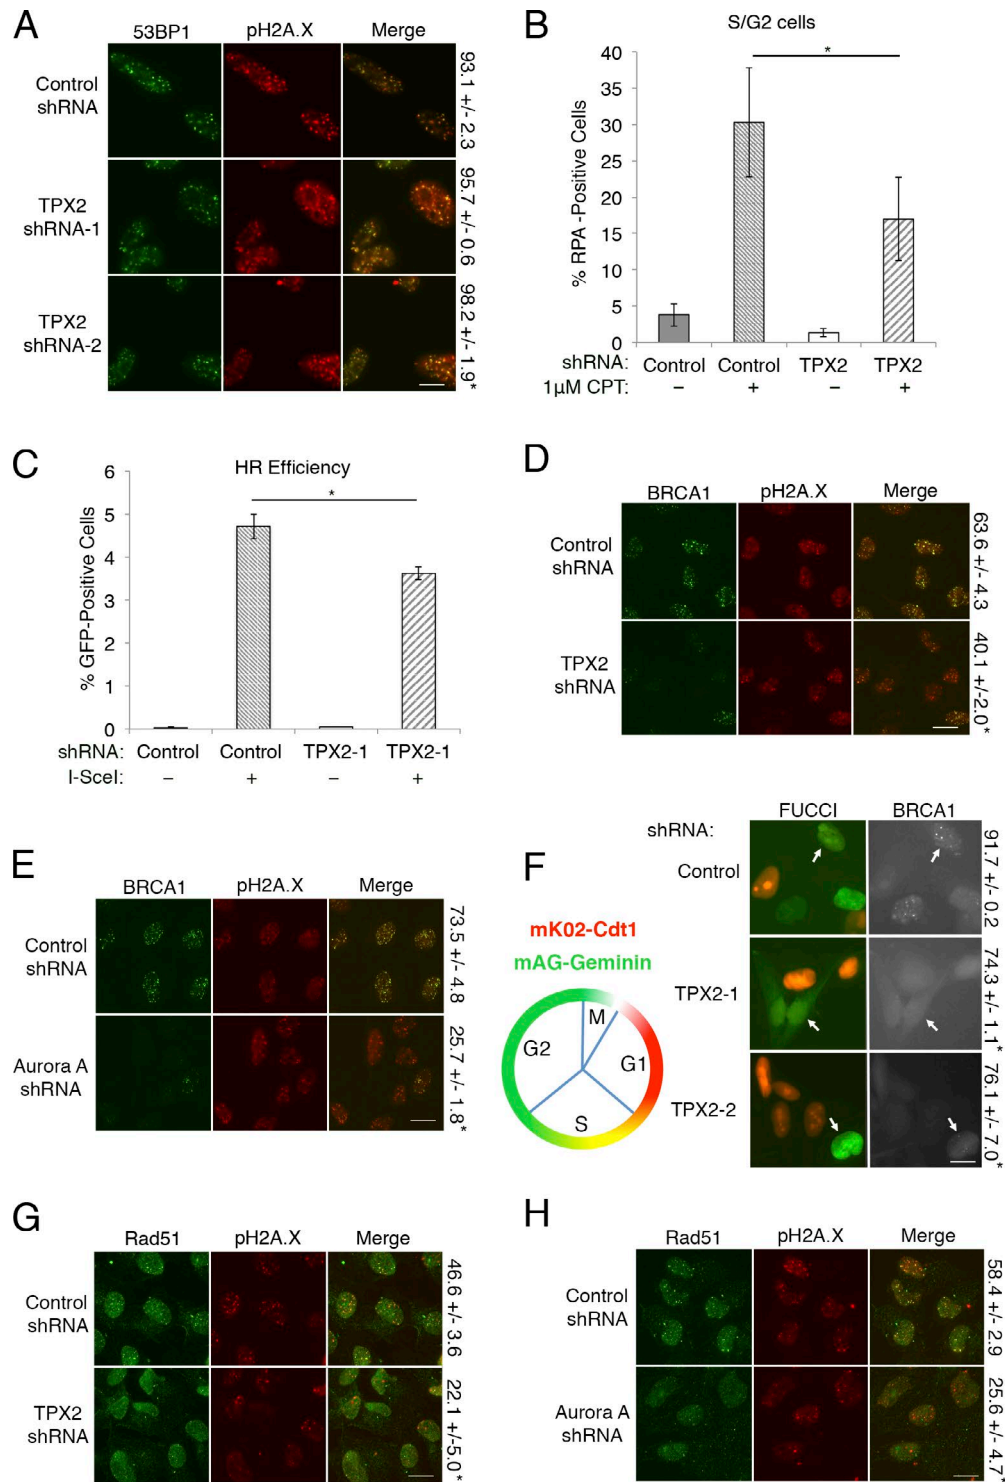 A
53BP1 pH2A.X Merge
Control
shRNA
93.1 +/- 2.3
TPX2
shRNA-1
95.7 +/- 0.6
TPX2
shRNA-2
98.2 +/- 1.9*
B
S/G2 cells
% RPA -Positive Cells
40
35
30
25
20
15
10
5
0
*
shRNA: Control Control TPX2 TPX2
1µM CPT: – + – +
C
HR Efficiency
% GFP-Positive Cells
6
5
4
3
2
1
0
*
shRNA: Control Control TPX2-1 TPX2-1
I-SceI: – + – +
D
BRCA1 pH2A.X Merge
Control
shRNA
63.6 +/- 4.3
TPX2
shRNA
40.1 +/-2.0*
E
BRCA1 pH2A.X Merge
Control
shRNA
73.5 +/- 4.8
Aurora A
shRNA
25.7 +/- 1.8*
F
FUCCI BRCA1
shRNA:
Control
91.7 +/- 0.2
TPX2-1
74.3 +/- 1.1*
TPX2-2
76.1 +/- 7.0*
mK02-Cdt1
mAG-Geminin
M
G2
G1
S
G
Rad51 pH2A.X Merge
Control
shRNA
46.6 +/- 3.6
TPX2
shRNA
22.1 +/-5.0*
H
Rad51 pH2A.X Merge
Control
shRNA
58.4 +/- 2.9
Aurora A
shRNA
25.6 +/- 4.7*